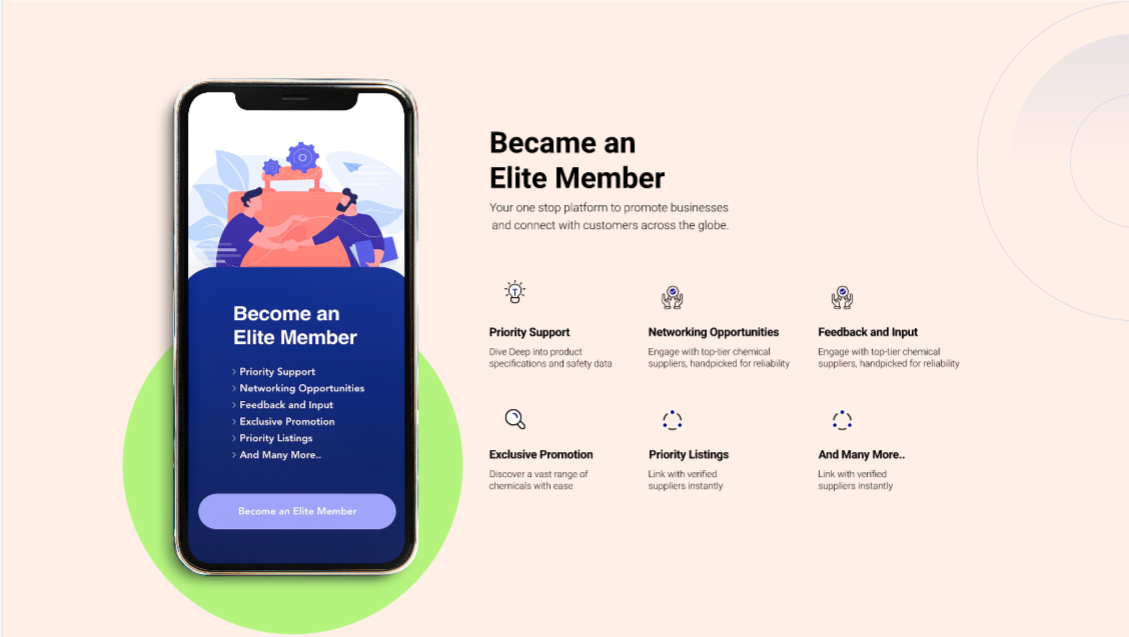 Become an
Elite Member
Priority Support
Networking Opportunities
Feedback and Input
Exclusive Promotion
Priority Listings
And Many More..
Become an Elite Member
Became an
Elite Member
Your one stop platform to promote businesses
and connect with customers across the globe.
Priority Support
Dive Deep into product
specifications and safety data
Networking Opportunities
Engage with top-tier chemical
suppliers, handpicked for reliability
Feedback and Input
Engage with top-tier chemical
suppliers, handpicked for reliability
Exclusive Promotion
Discover a vast range of
chemicals with ease
Priority Listings
Link with verified
suppliers instantly
And Many More..
Link with verified
suppliers instantly